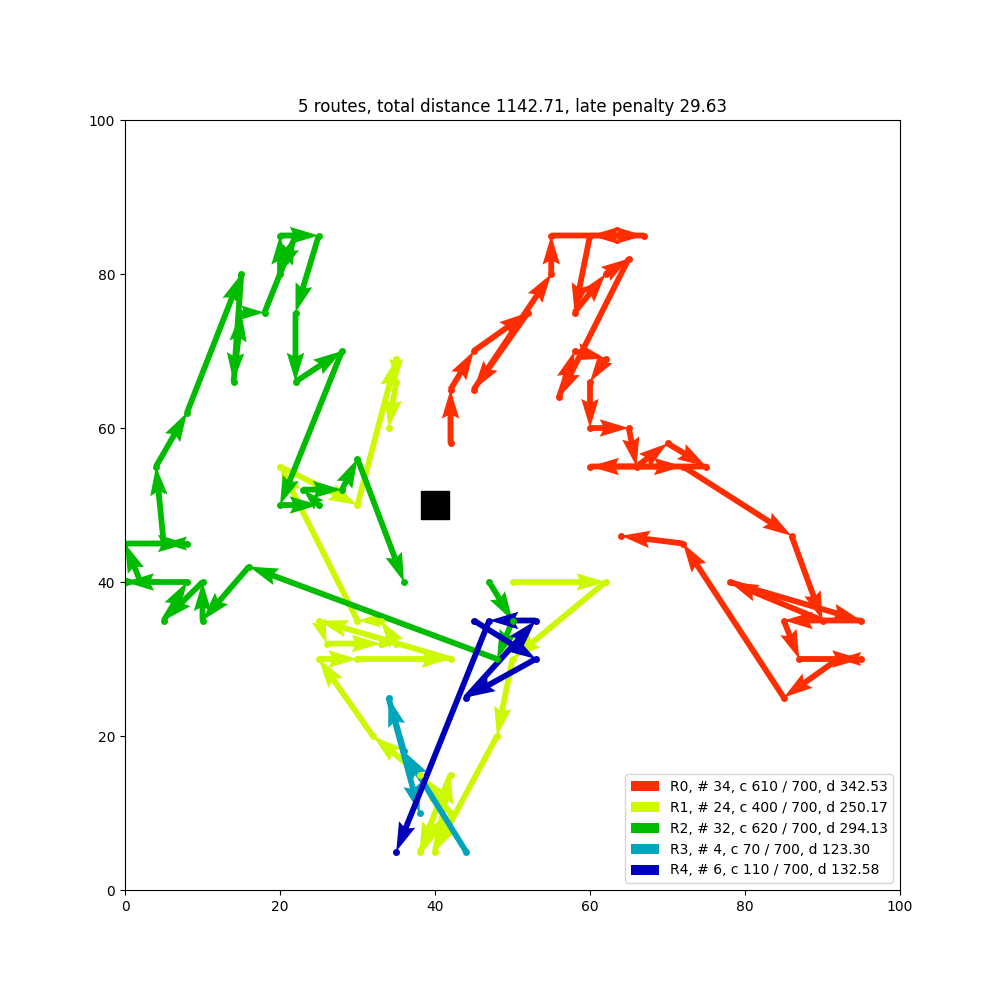 5 routes, total distance 1142.71, late penalty 29.63
100
80
60
40
20
0
0 20 40 60 80 100
R0, # 34, c 610 / 700, d 342.53
R1, # 24, c 400 / 700, d 250.17
R2, # 32, c 620 / 700, d 294.13
R3, # 4, c 70 / 700, d 123.30
R4, # 6, c 110 / 700, d 132.58